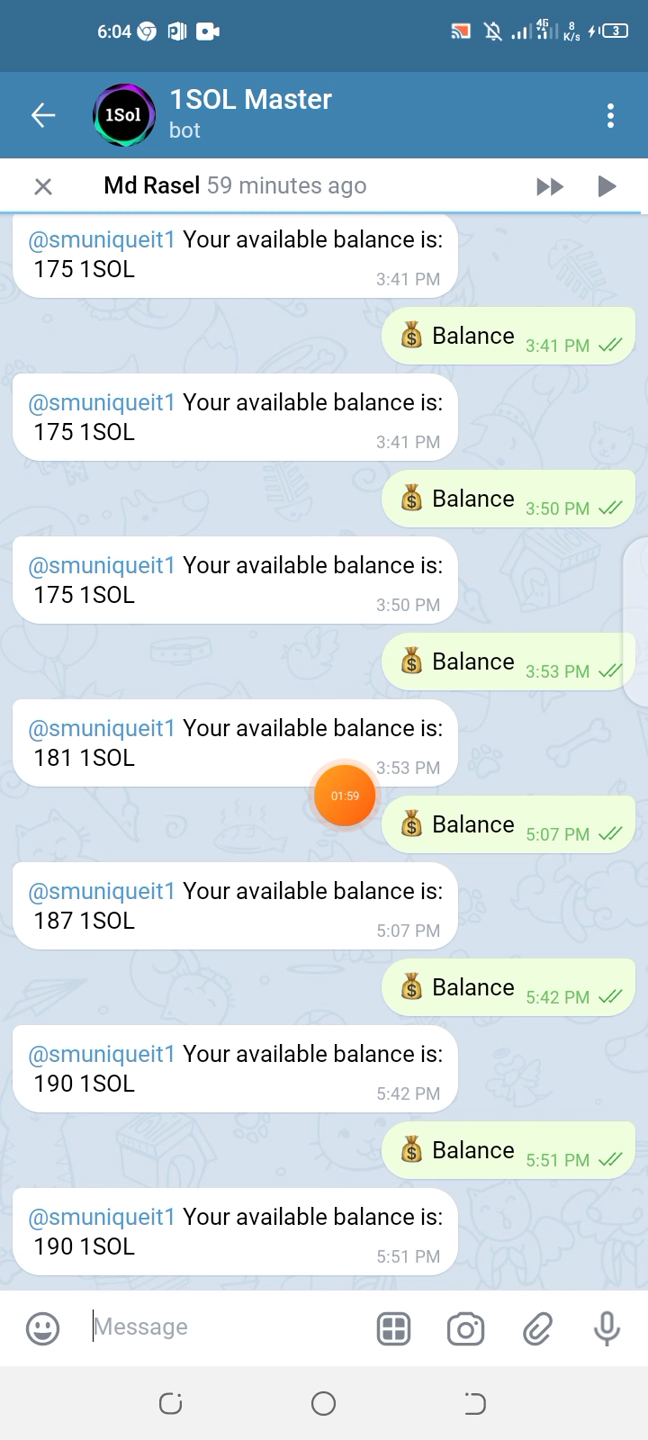 6:04 4G 8 K/s 3
1Sol 1SOL Master
bot
Md Rasel 59 minutes ago
@smuniqueit1 Your available balance is:
175 1SOL 3:41 PM
💰 Balance 3:41 PM
@smuniqueit1 Your available balance is:
175 1SOL 3:41 PM
💰 Balance 3:50 PM
@smuniqueit1 Your available balance is:
175 1SOL 3:50 PM
💰 Balance 3:53 PM
@smuniqueit1 Your available balance is:
181 1SOL 3:53 PM
01:59
💰 Balance 5:07 PM
@smuniqueit1 Your available balance is:
187 1SOL 5:07 PM
💰 Balance 5:42 PM
@smuniqueit1 Your available balance is:
190 1SOL 5:42 PM
💰 Balance 5:51 PM
@smuniqueit1 Your available balance is:
190 1SOL 5:51 PM
Message